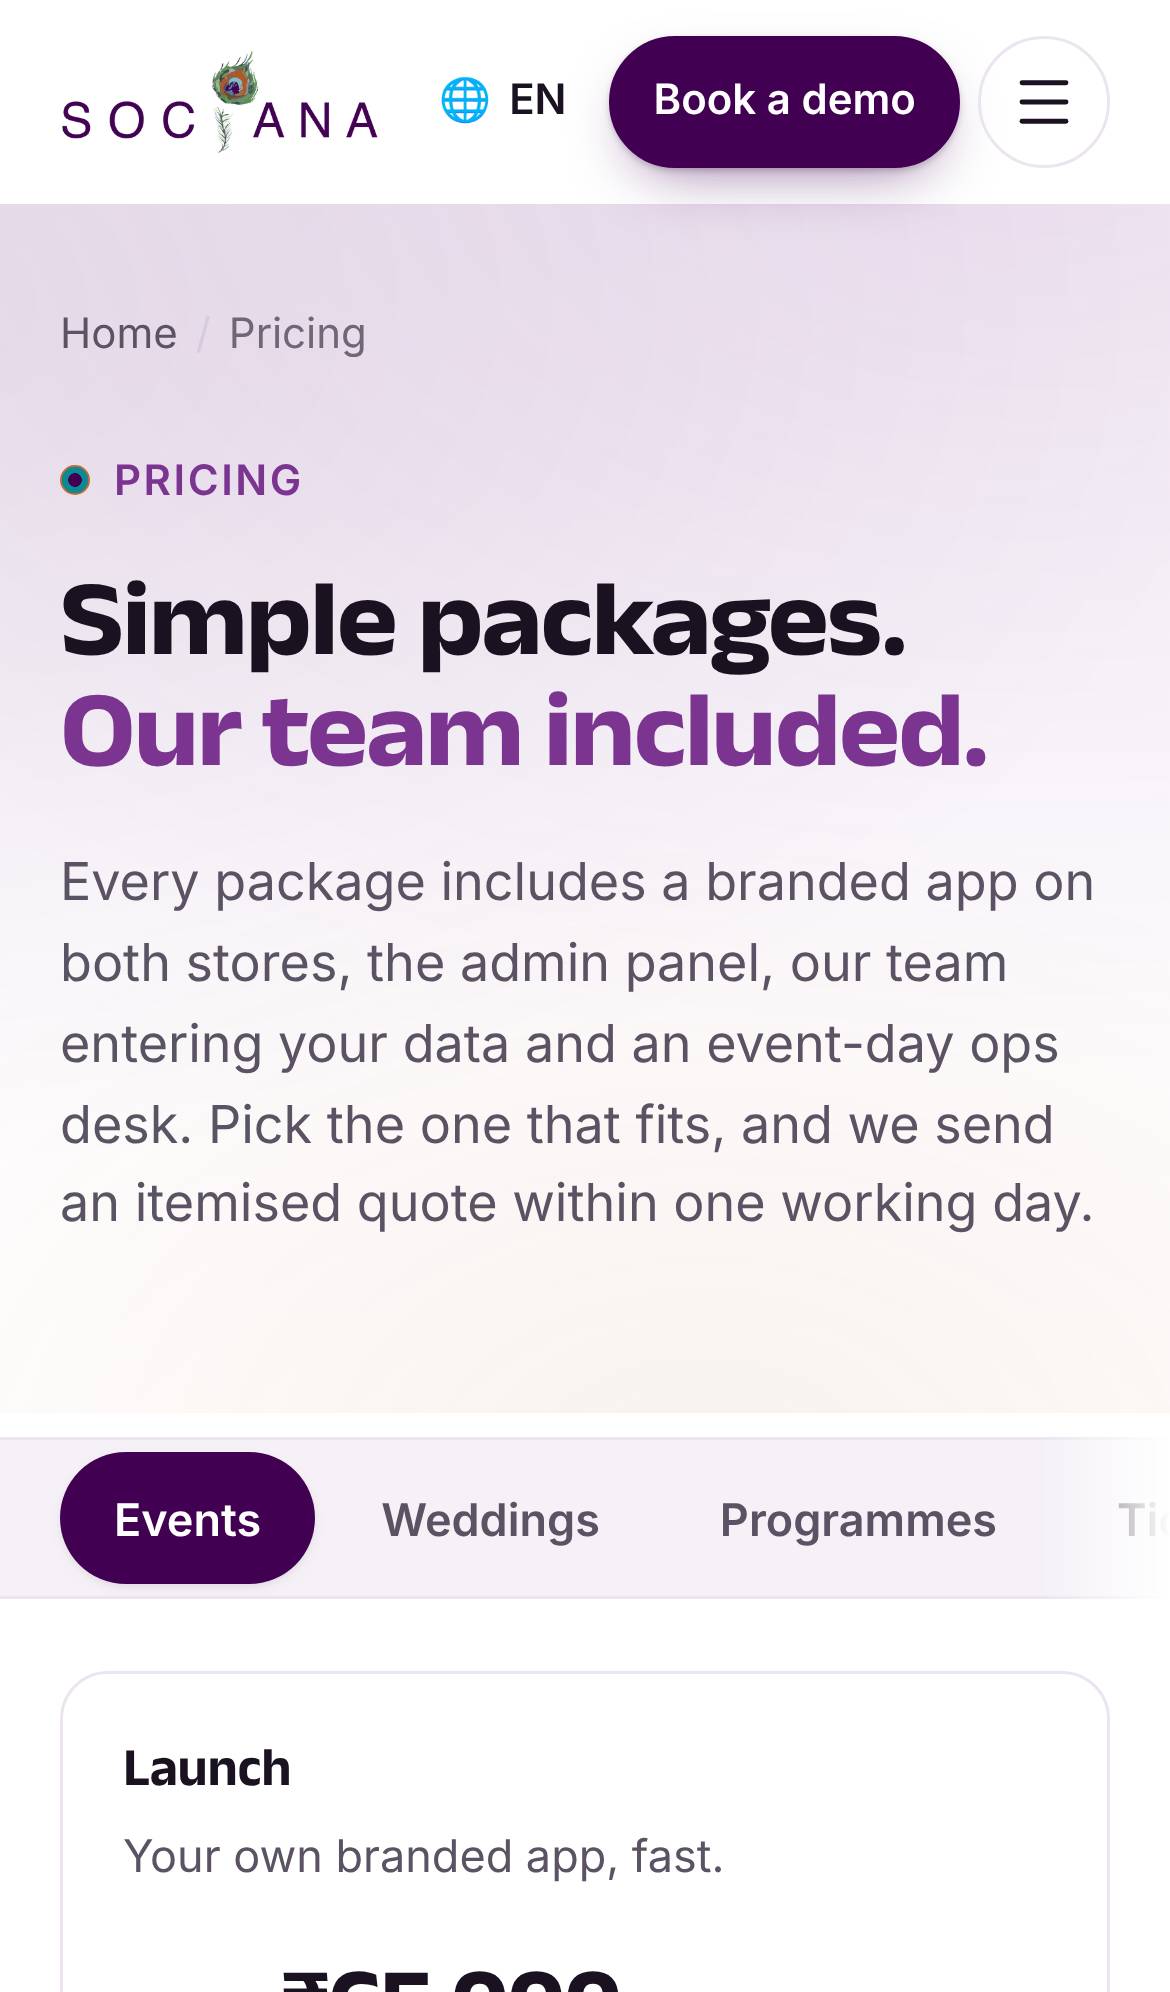 SOCIANA
🌐 EN
Book a demo
Home / Pricing
PRICING
Simple packages.
Our team included.
Every package includes a branded app on
both stores, the admin panel, our team
entering your data and an event-day ops
desk. Pick the one that fits, and we send
an itemised quote within one working day.
Events
Weddings
Programmes
Launch
Your own branded app, fast.